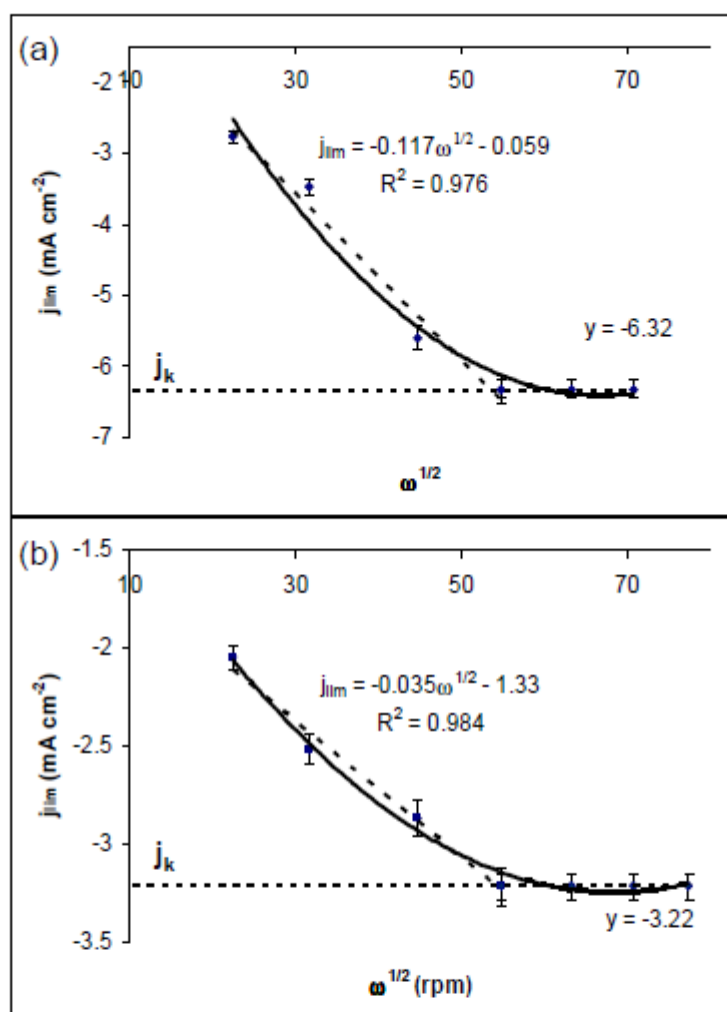 (a)
10 30 50 70
-2
-3
-4
-5
-6
-7
jlim (mA cm-2)
jlim = -0.117ω1/2 - 0.059
R2 = 0.976
y = -6.32
jk
ω1/2
(b)
-1.5
10 30 50 70
-2
-2.5
-3
-3.5
jlim (mA cm-2)
jlim = -0.035ω1/2 - 1.33
R2 = 0.984
jk
y = -3.22
ω1/2 (rpm)